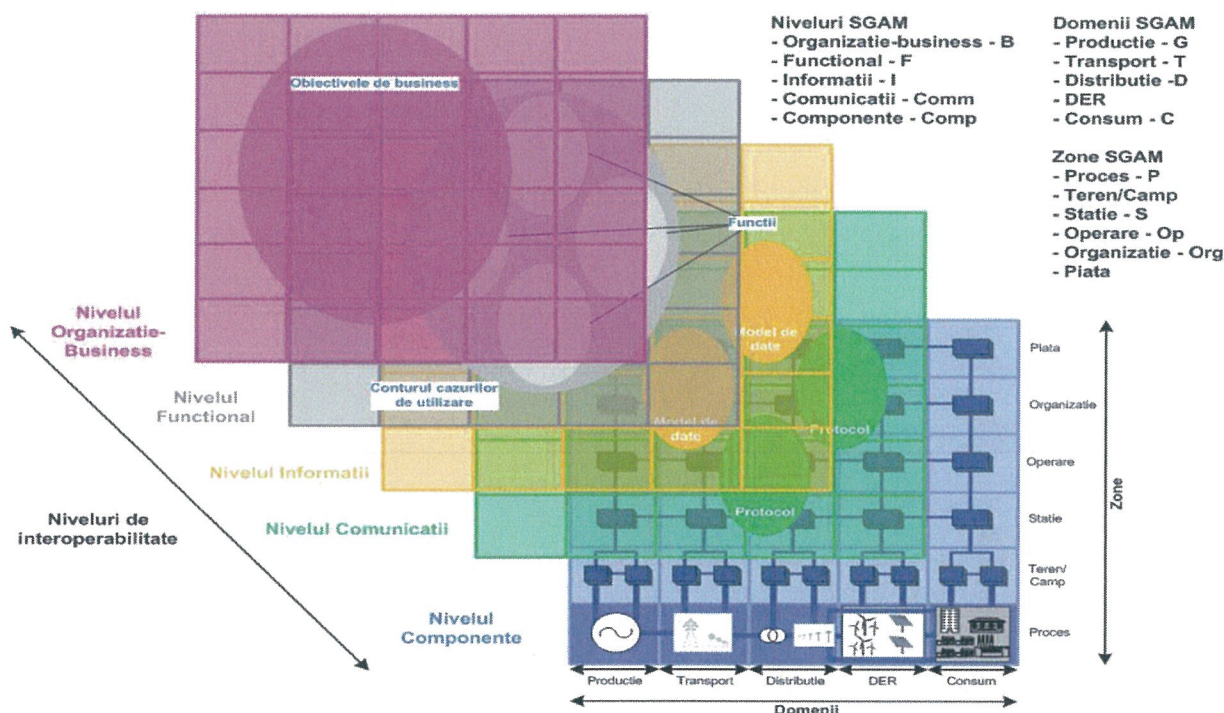 Niveluri SGAM
- Organizatie-business - B
- Functional - F
- Informatii - I
- Comunicatii - Comm
- Componente - Comp
Domenii SGAM
- Productie - G
- Transport - T
- Distributie -D
- DER
- Consum - C
Zone SGAM
- Proces - P
- Teren/Camp
- Statie - S
- Operare - Op
- Organizatie - Org
- Piata
Obiectivele de business
Functii
Nivelul
Organizatie-
Business
Model de
date
Conturul cazurilor
de utilizare
Nivelul
Functional
Model de
date
Protocol
Nivelul Informatii
Protocol
Nivelul Comunicatii
Niveluri de
interoperabilitate
Nivelul
Componente
Piata
Organizatie
Operare
Statie
Teren/
Camp
Proces
Zone
Productie
Transport
Distributie
DER
Consum
Domenii